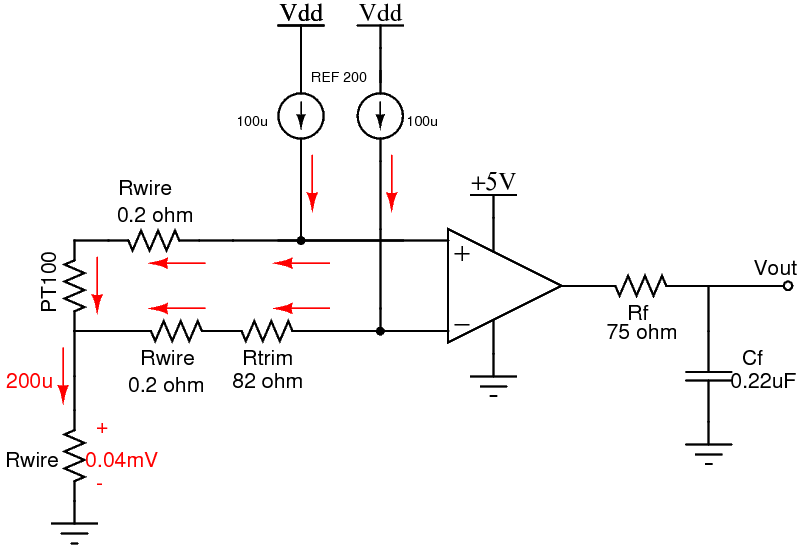 Vdd
Vdd
REF 200
100u
100u
Rwire
0.2 ohm
+5V
+
PT100
Vout
−
Rf
75 ohm
Rwire
0.2 ohm
Rtrim
82 ohm
Cf
0.22uF
200u
+
Rwire
0.04mV
-